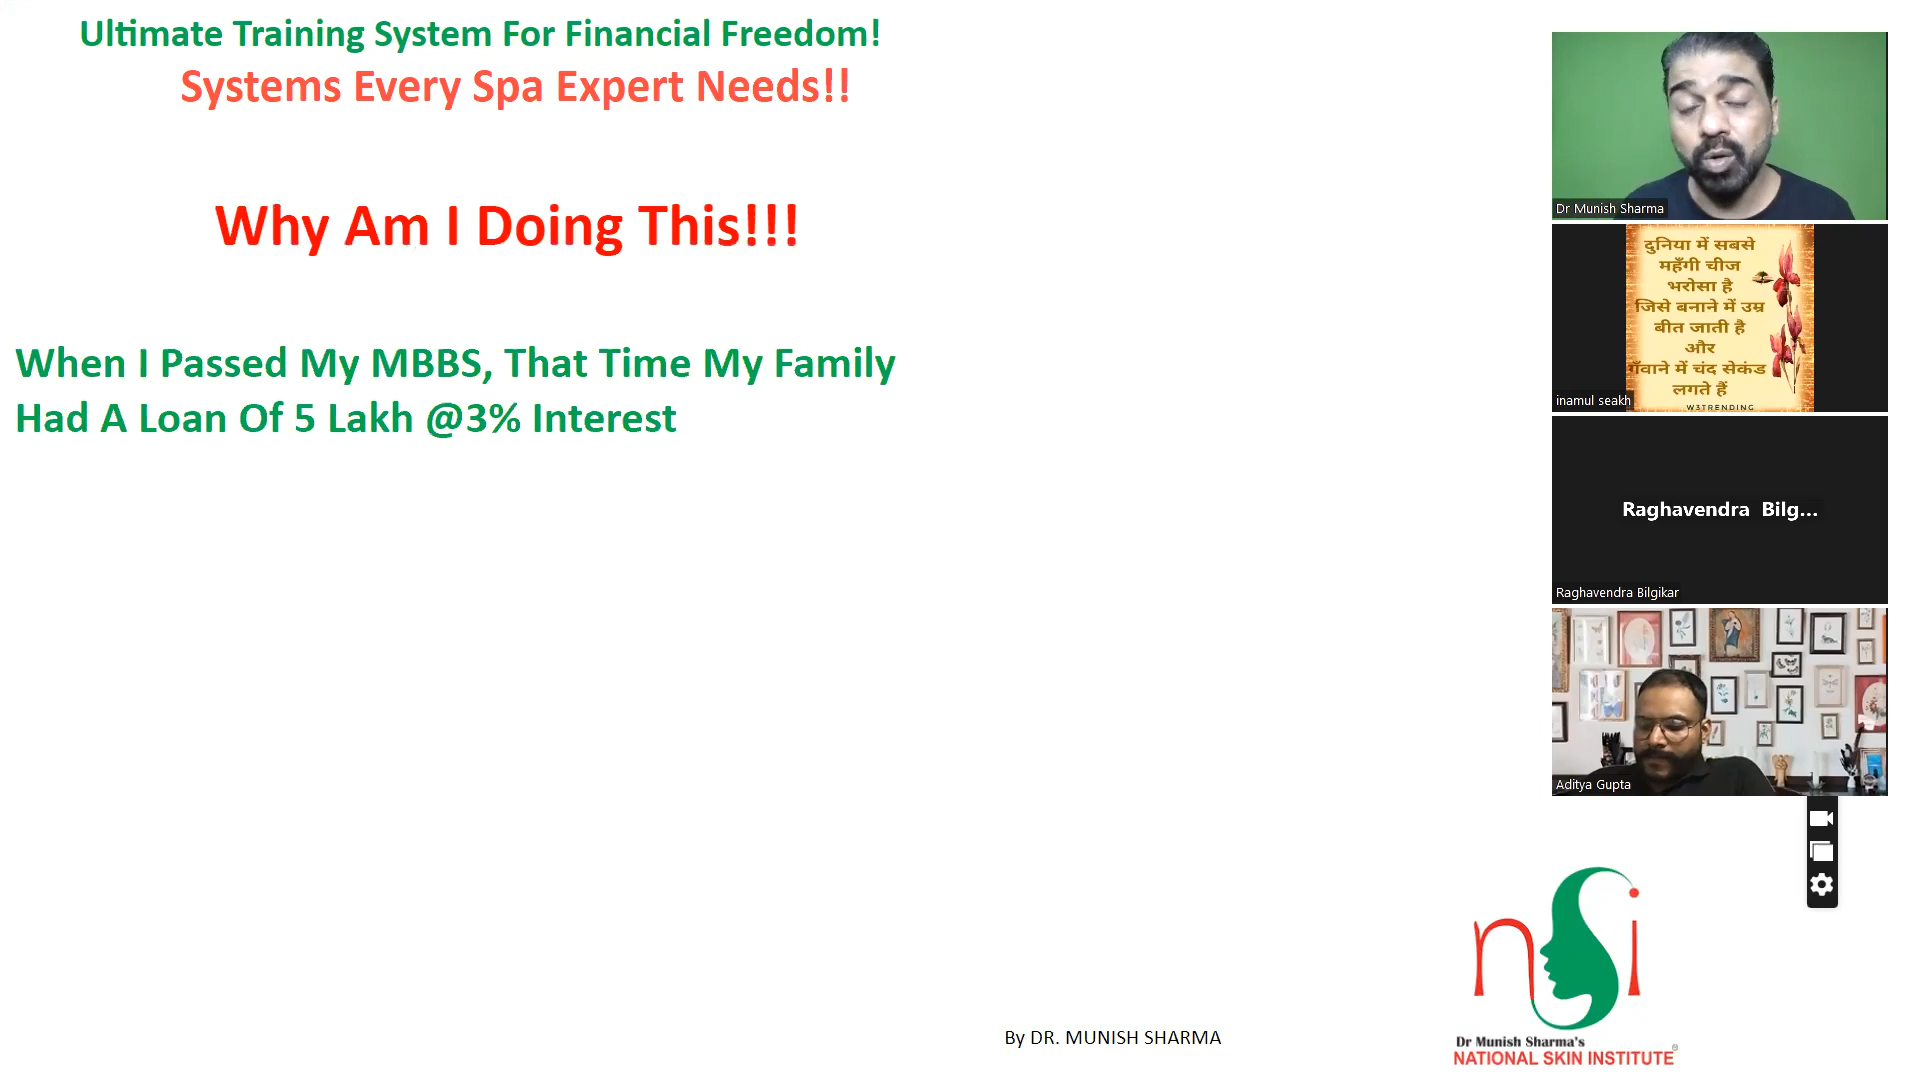 Ultimate Training System For Financial Freedom!
Systems Every Spa Expert Needs!!
Why Am I Doing This!!!
When I Passed My MBBS, That Time My Family
Had A Loan Of 5 Lakh @3% Interest
By DR. MUNISH SHARMA
Dr Munish Sharma
दुनिया में सबसे
महँगी चीज
भरोसा है
जिसे बनाने में उम्र
बीत जाती है
और
गँवाने में चंद सेकंड
लगते हैं
W3TRENDING
inamul seakh
Raghavendra Bilg...
Raghavendra Bilgikar
Aditya Gupta
nSi
Dr Munish Sharma's
NATIONAL SKIN INSTITUTE